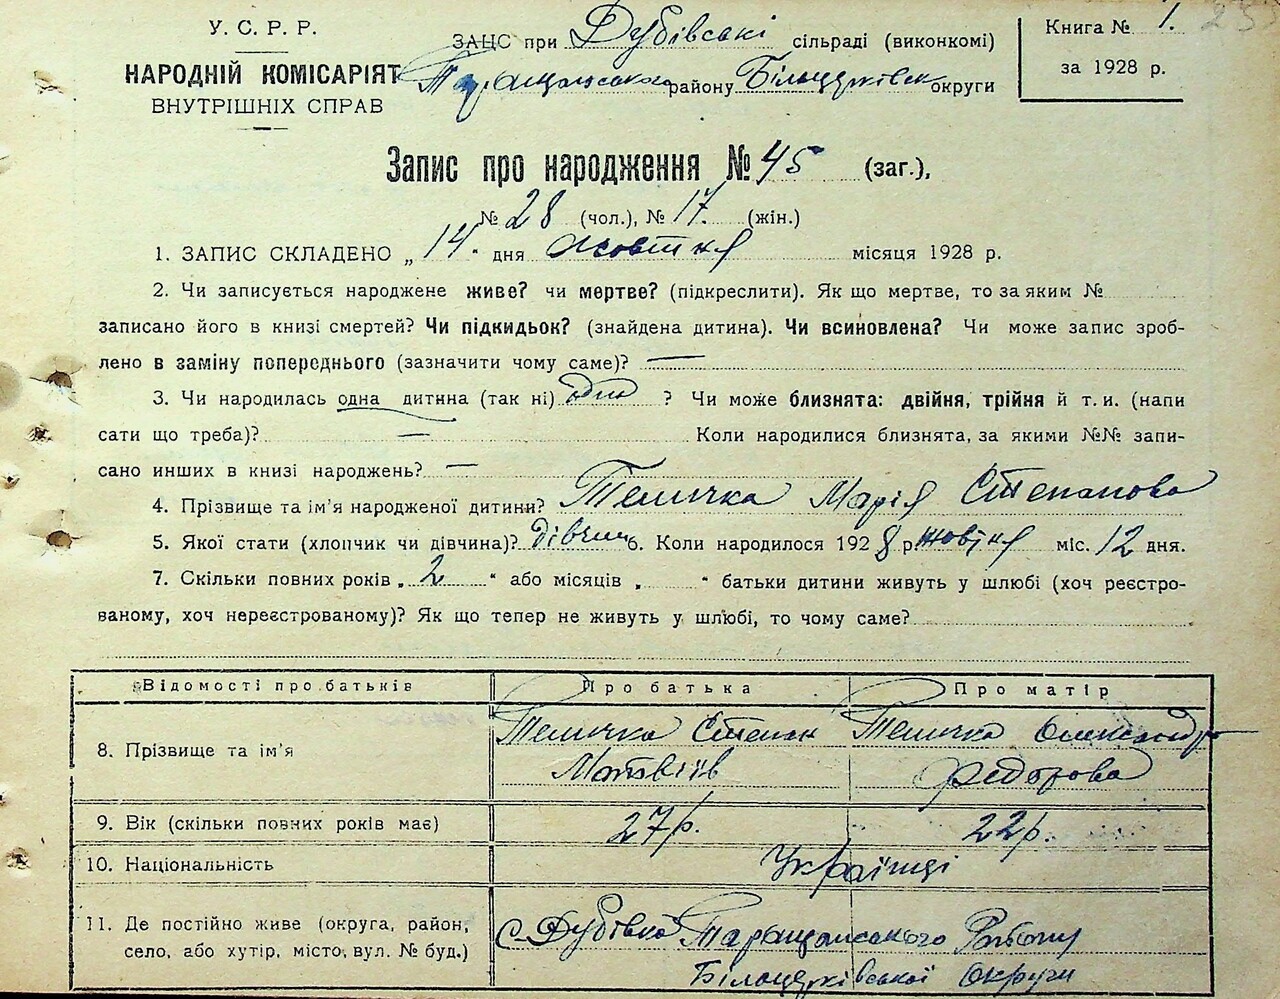 У. С. Р. Р.
НАРОДНІЙ КОМІСАРІЯТ
ВНУТРІШНІХ СПРАВ
ЗАЦС при Дубівські сільраді (виконкомі)
Таращанського району Білоцерківськ округи
Книга № 1.
за 1928 р.
Запис про народження № 45 (заг.),
№ 28 (чол.), № 17. (жін.)
1. ЗАПИС СКЛАДЕНО „ 14 " дня жовтня місяця 1928 р.
2. Чи записується народжене живе? чи мертве? (підкреслити). Як що мертве, то за яким №
записано його в книзі смертей? Чи підкидьок? (знайдена дитина). Чи всиновлена? Чи може запис зроб-
лено в заміну попереднього (зазначити чому саме)? —
3. Чи народилась одна дитина (так ні) одна ? Чи може близнята: двійня, трійня й т. и. (напи
сати що треба)? — Коли народилися близнята, за якими №№ запи-
сано инших в книзі народжень? —
4. Прізвище та ім'я народженої дитини? Теличка Марія Степанова
5. Якої стати (хлопчик чи дівчина)? дівчин 6. Коли народилося 1928 р. жовтня міс. 12 дня.
7. Скільки повних років „ 2 " або місяців „ " батьки дитини живуть у шлюбі (хоч реєстро-
ваному, хоч нереєстрованому)? Як що тепер не живуть у шлюбі, то чому саме?
Відомості про батьків Про батька Про матір
8. Прізвище та ім'я Теличка Степан Матвіїв Теличка Олександра Федорова
9. Вік (скільки повних років має) 27 р. 22 р.
10. Національність Українці
11. Де постійно живе (округа, район,
село, або хутір, місто, вул. № буд.)
с. Дубівка Таращанського Району
Білоцерківської Округи